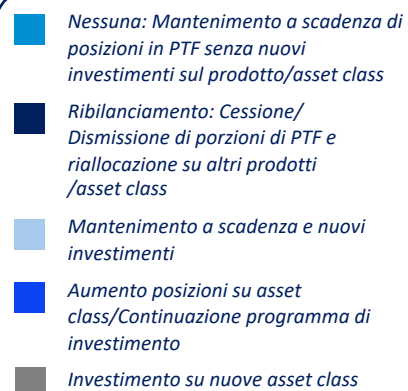 Nessuna: Mantenimento a scadenza di
posizioni in PTF senza nuovi
investimenti sul prodotto/asset class
Ribilanciamento: Cessione/
Dismissione di porzioni di PTF e
riallocazione su altri prodotti
/asset class
Mantenimento a scadenza e nuovi
investimenti
Aumento posizioni su asset
class/Continuazione programma di
investimento
Investimento su nuove asset class